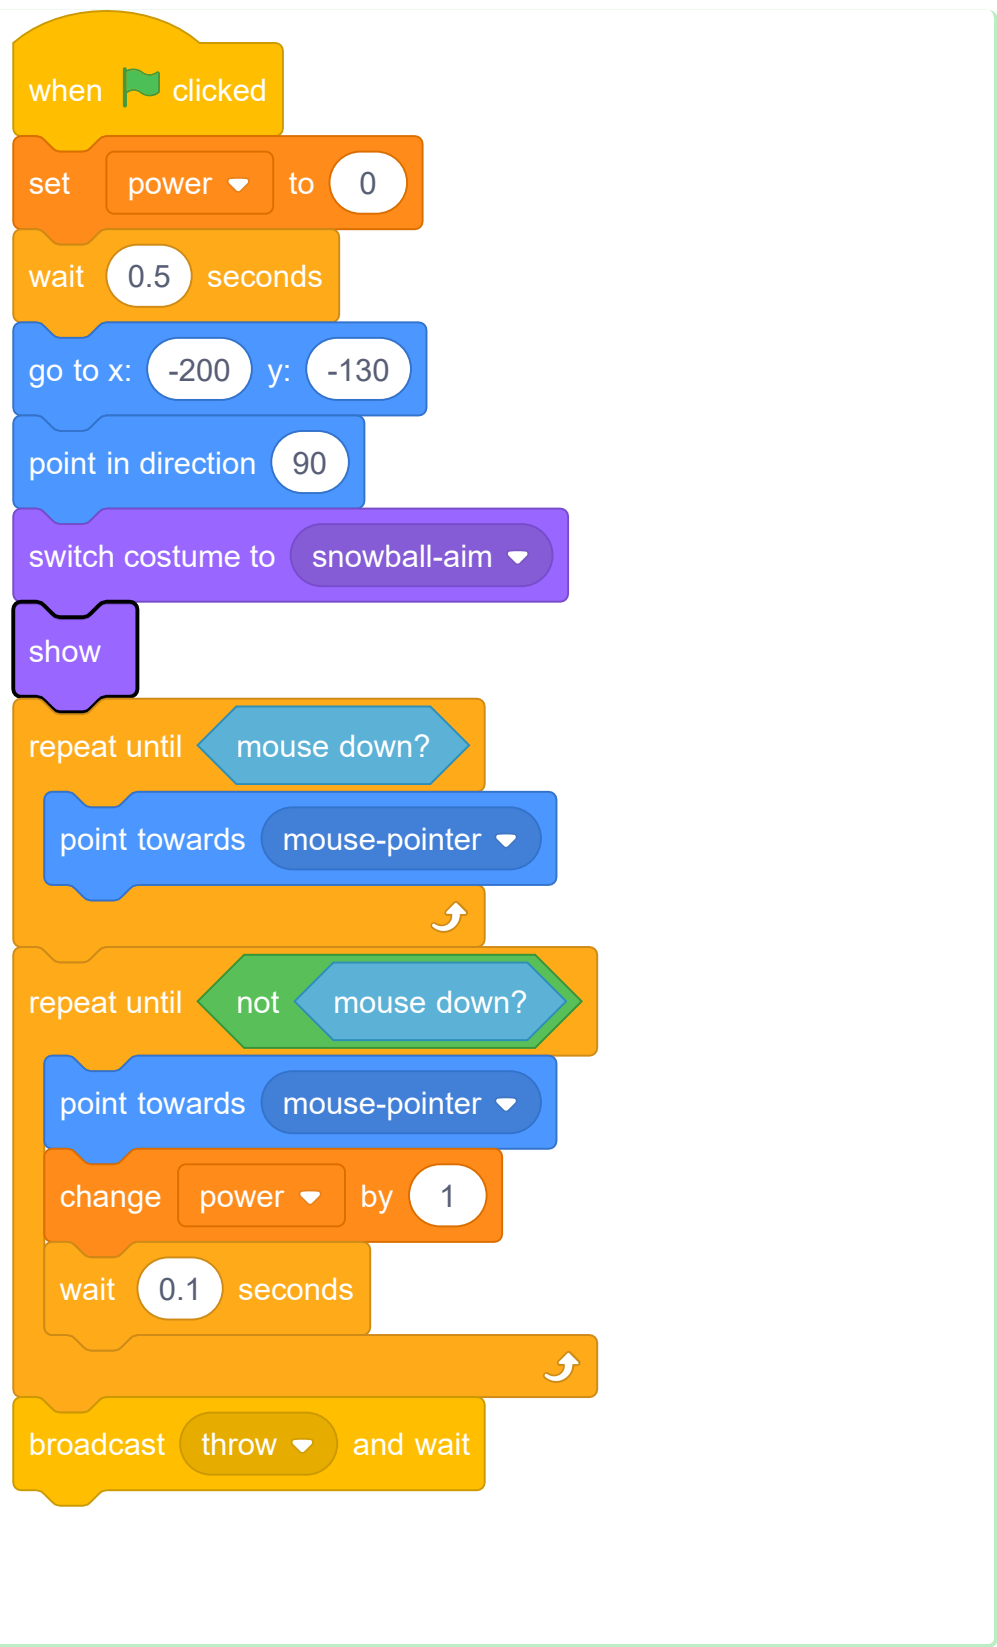 when clicked
set power to 0
wait 0.5 seconds
go to x: -200 y: -130
point in direction 90
switch costume to snowball-aim
show
repeat until mouse down?
point towards mouse-pointer
repeat until not mouse down?
point towards mouse-pointer
change power by 1
wait 0.1 seconds
broadcast throw and wait